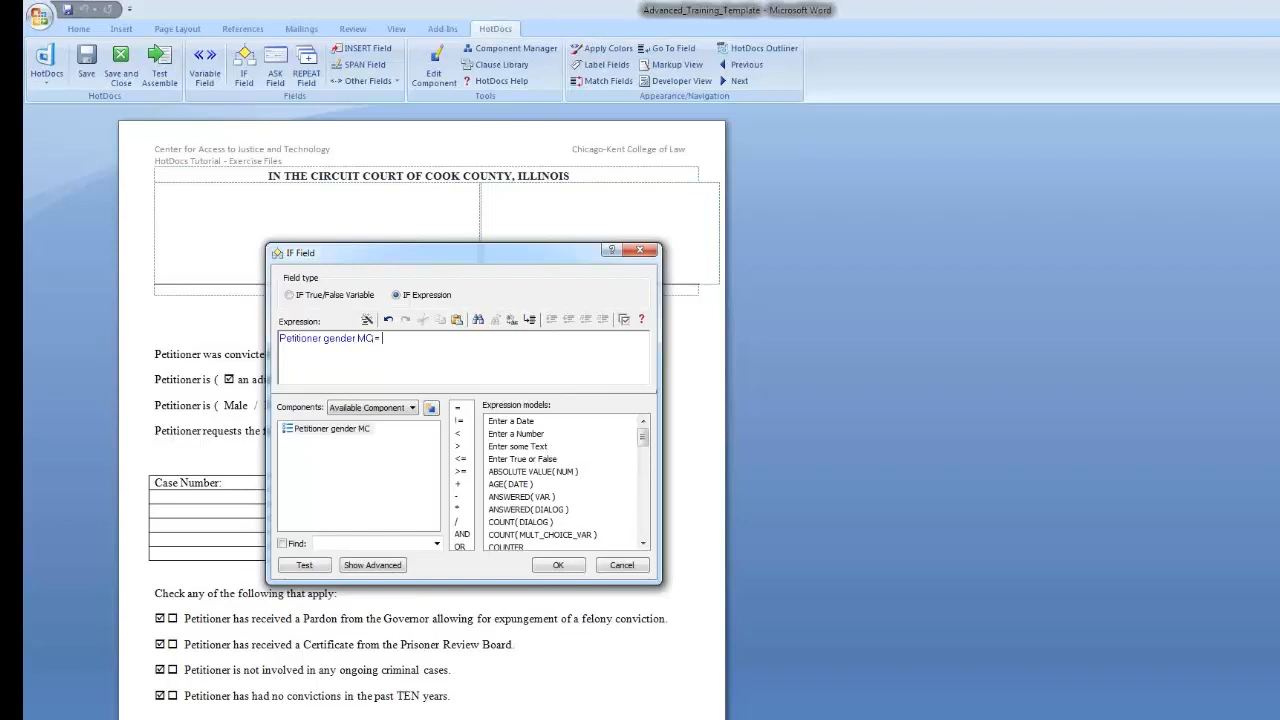 Advanced_Training_Template - Microsoft Word
Home Insert Page Layout References Mailings Review View Add-Ins HotDocs
HotDocs Save Save and Close Test Assemble
HotDocs
Variable Field IF Field ASK Field REPEAT Field
INSERT Field
SPAN Field
Other Fields
Fields
Edit Component
Component Manager
Clause Library
HotDocs Help
Tools
Apply Colors Go To Field HotDocs Outliner
Label Fields Markup View Previous
Match Fields Developer View Next
Appearance/Navigation
Center for Access to Justice and Technology Chicago-Kent College of Law
HotDocs Tutorial - Exercise Files
IN THE CIRCUIT COURT OF COOK COUNTY, ILLINOIS
Petitioner was convicte
Petitioner is ( ☑ an ad
Petitioner is ( Male /
Petitioner requests the f
Case Number:
IF Field
Field type
IF True/False Variable IF Expression
Expression:
Petitioner gender MC =
Components: Available Component
Petitioner gender MC
Find:
=
!=
<
>
<=
>=
+
-
*
/
AND
OR
Expression models:
Enter a Date
Enter a Number
Enter some Text
Enter True or False
ABSOLUTE VALUE( NUM )
AGE( DATE )
ANSWERED( VAR )
ANSWERED( DIALOG )
COUNT( DIALOG )
COUNT( MULT_CHOICE_VAR )
COUNTER
Test Show Advanced OK Cancel
Check any of the following that apply:
☑ ☐ Petitioner has received a Pardon from the Governor allowing for expungement of a felony conviction.
☑ ☐ Petitioner has received a Certificate from the Prisoner Review Board.
☑ ☐ Petitioner is not involved in any ongoing criminal cases.
☑ ☐ Petitioner has had no convictions in the past TEN years.